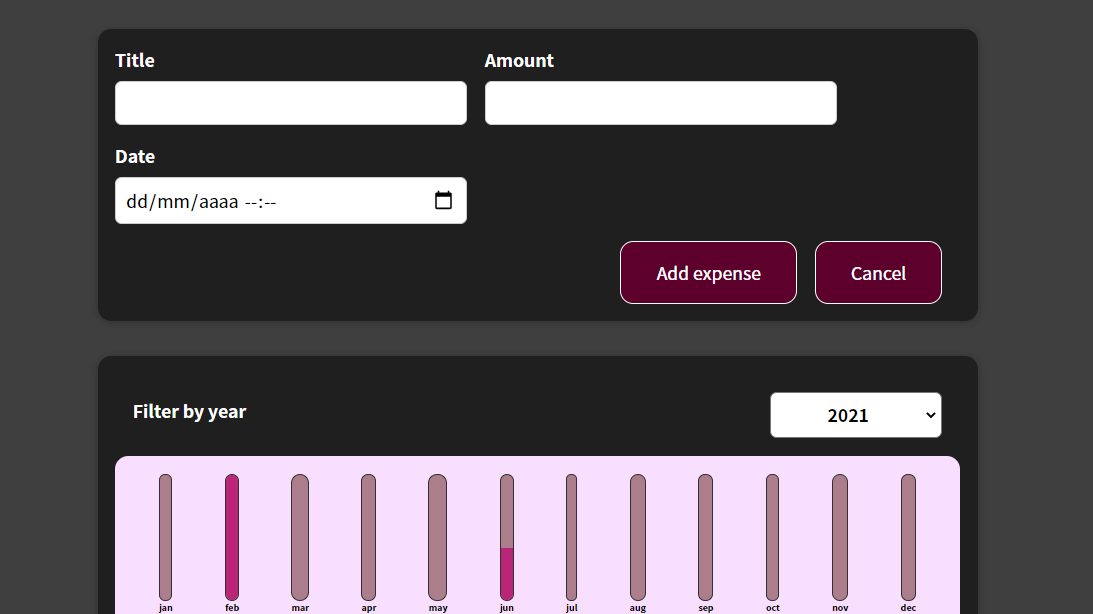 Title Amount
Date
dd/mm/aaaa --:--
Add expense Cancel
Filter by year 2021
jan feb mar apr may jun jul aug sep oct nov dec